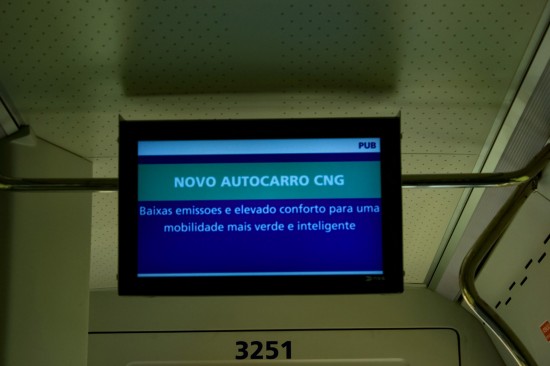 PUB
NOVO AUTOCARRO CNG
Baixas emissoes e elevado conforto para uma
mobilidade mais verde e inteligente
3251